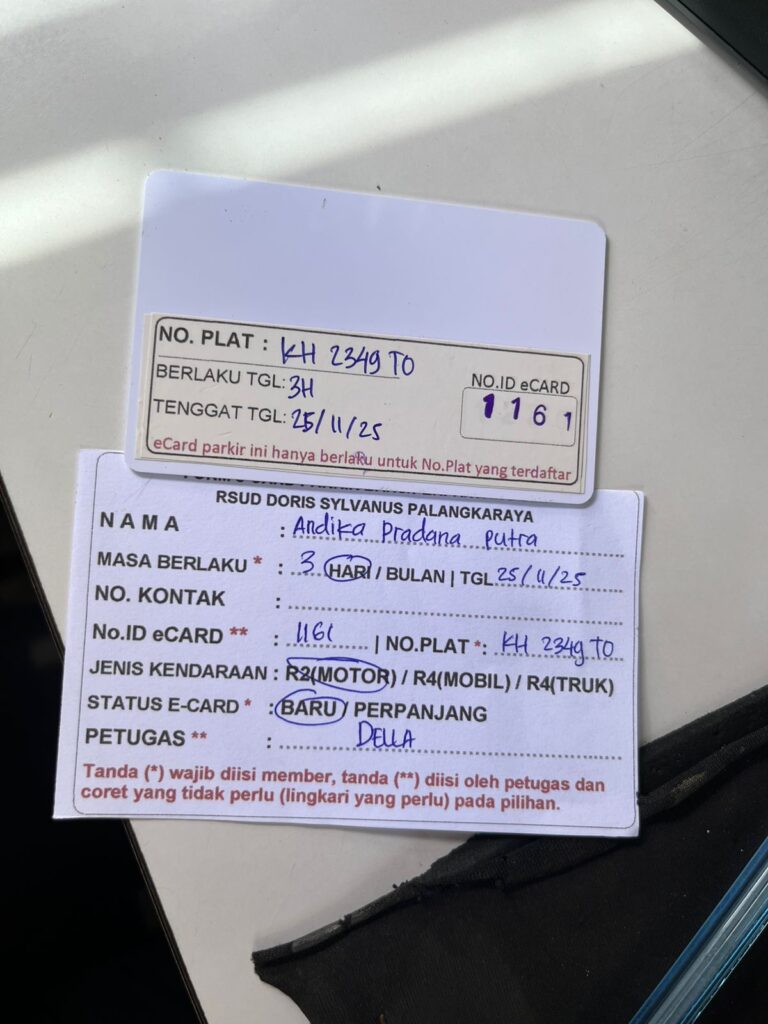 NO. PLAT : KH 2349 TO
BERLAKU TGL: 3H
NO.ID eCARD
1161
TENGGAT TGL: 25/11/25
eCard parkir ini hanya berlaku untuk No.Plat yang terdaftar
RSUD DORIS SYLVANUS PALANGKARAYA
NAMA : Andika Pradana Putra
MASA BERLAKU * : 3 HARI / BULAN | TGL 25/11/25
NO. KONTAK :
No.ID eCARD ** : 1161 | NO.PLAT *: KH 2349 TO
JENIS KENDARAAN : R2(MOTOR) / R4(MOBIL) / R4(TRUK)
STATUS E-CARD * : BARU / PERPANJANG
PETUGAS ** : DELLA
Tanda (*) wajib diisi member, tanda (**) diisi oleh petugas dan
coret yang tidak perlu (lingkari yang perlu) pada pilihan.